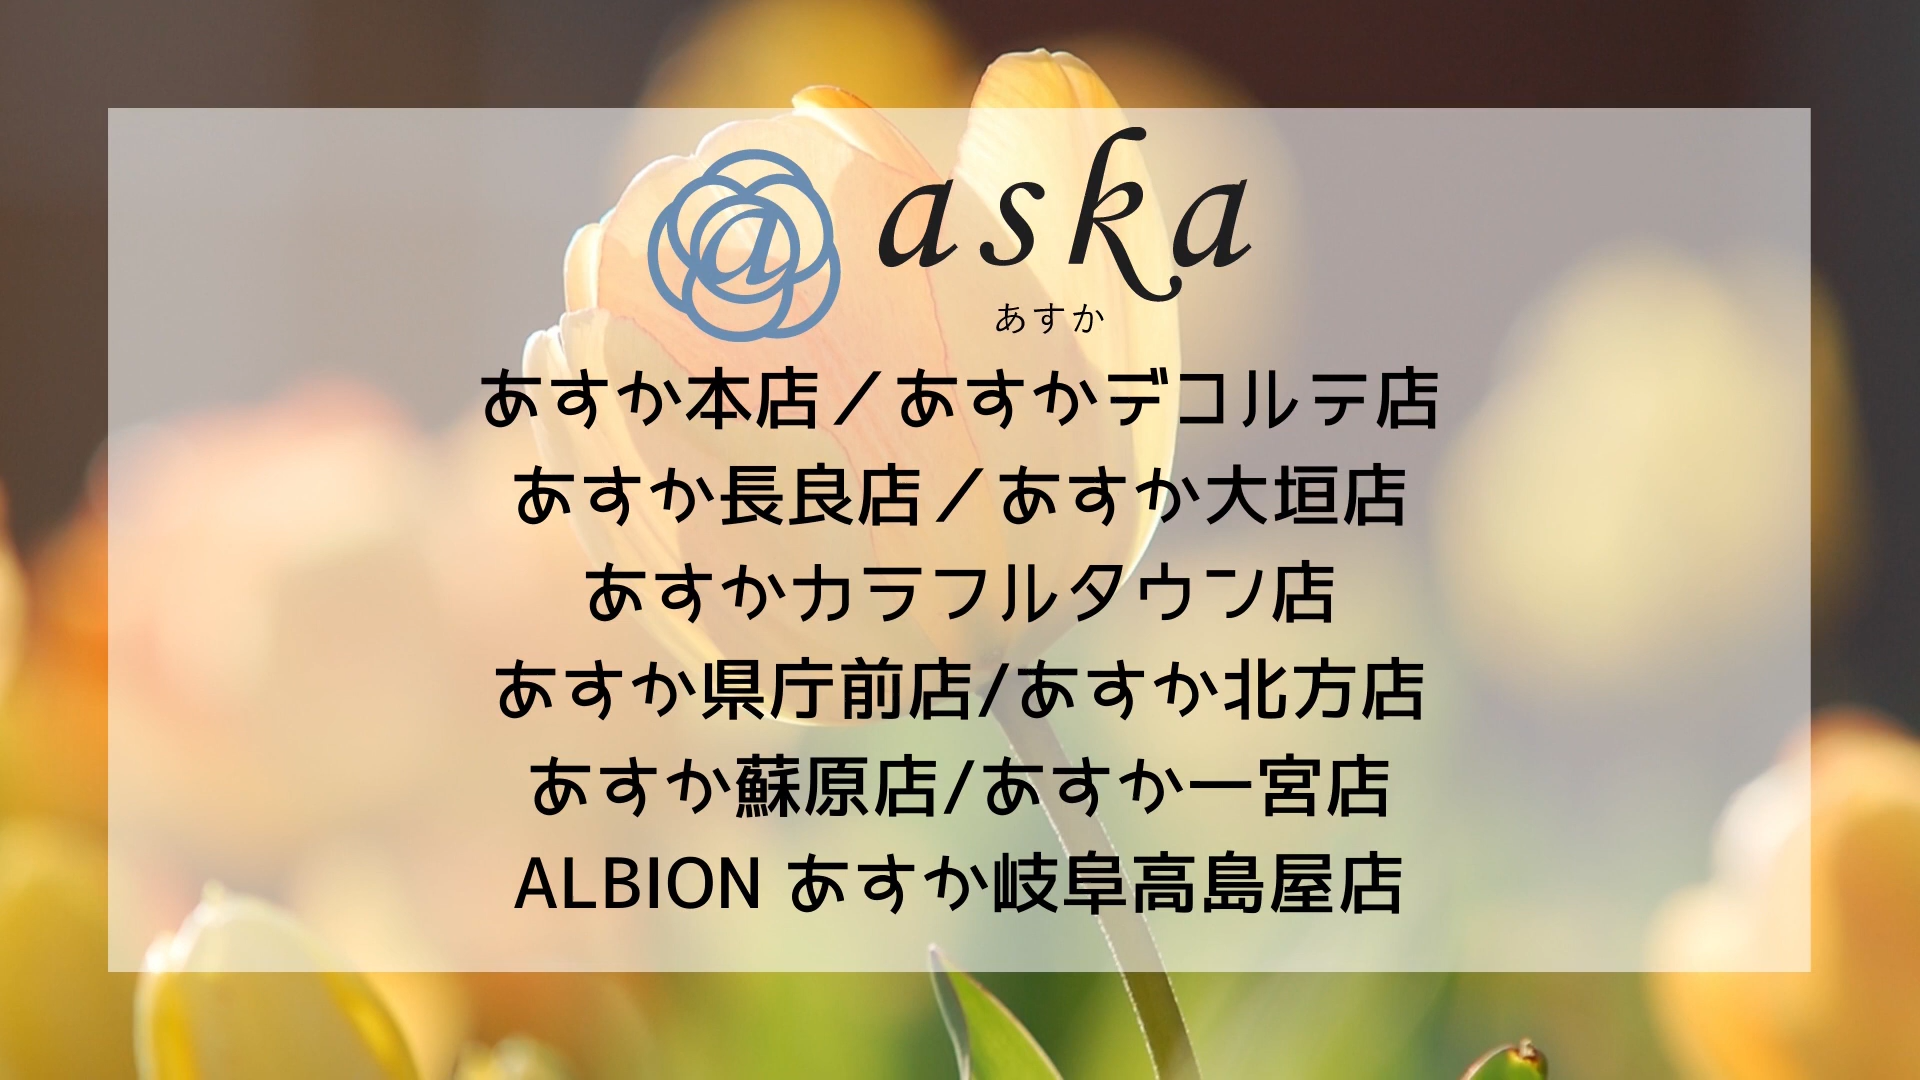 a aska
あすか
あすか本店／あすかデコルテ店
あすか長良店／あすか大垣店
あすかカラフルタウン店
あすか県庁前店/あすか北方店
あすか蘇原店/あすか一宮店
ALBION あすか岐阜高島屋店